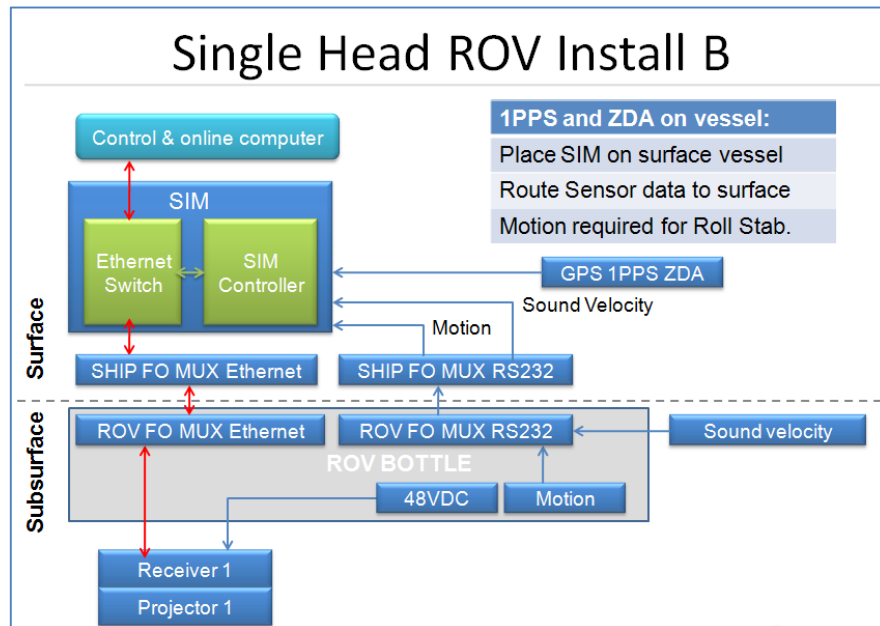 Single Head ROV Install B
Control & online computer
1PPS and ZDA on vessel:
Place SIM on surface vessel
Route Sensor data to surface
Motion required for Roll Stab.
SIM
Ethernet
Switch
SIM
Controller
GPS 1PPS ZDA
Sound Velocity
Motion
Surface
SHIP FO MUX Ethernet
SHIP FO MUX RS232
Subsurface
ROV FO MUX Ethernet
ROV FO MUX RS232
Sound velocity
ROV BOTTLE
48VDC
Motion
Receiver 1
Projector 1